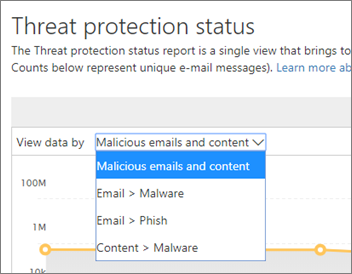 Threat protection status
The Threat protection status report is a single view that brings to
Counts below represent unique e-mail messages). Learn more ab
View data by Malicious emails and content
Malicious emails and content
100M
Email > Malware
Email > Phish
1M
Content > Malware
10k